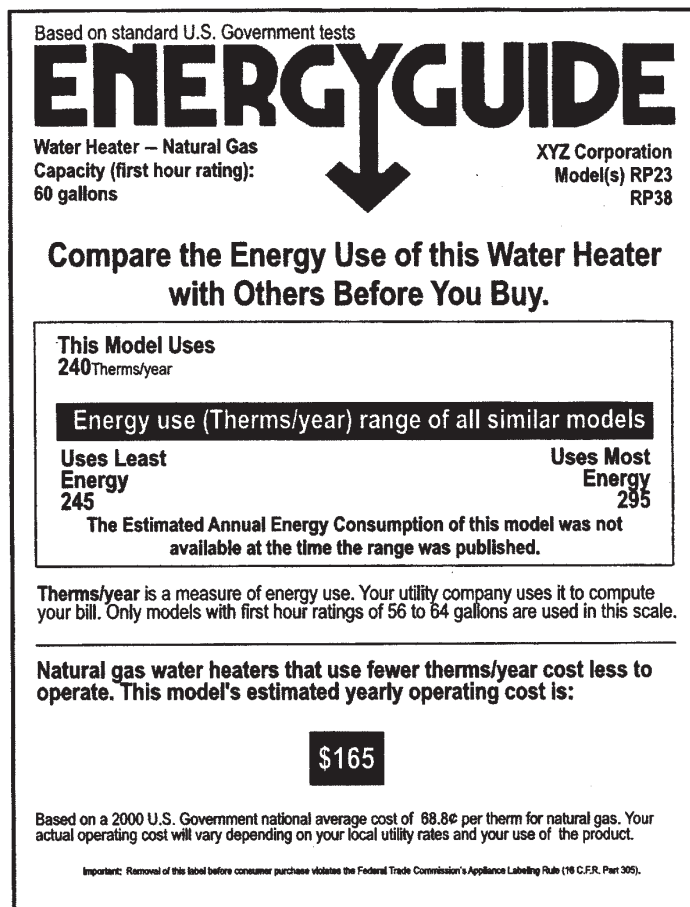 Based on standard U.S. Government tests
ENERGYGUIDE
Water Heater – Natural Gas
Capacity (first hour rating):
60 gallons
XYZ Corporation
Model(s) RP23
RP38
Compare the Energy Use of this Water Heater
with Others Before You Buy.
This Model Uses
240Therms/year
Energy use (Therms/year) range of all similar models
Uses Least
Energy
245
Uses Most
Energy
295
The Estimated Annual Energy Consumption of this model was not
available at the time the range was published.
Therms/year is a measure of energy use. Your utility company uses it to compute
your bill. Only models with first hour ratings of 56 to 64 gallons are used in this scale.
Natural gas water heaters that use fewer therms/year cost less to
operate. This model's estimated yearly operating cost is:
$165
Based on a 2000 U.S. Government national average cost of 68.8¢ per therm for natural gas. Your
actual operating cost will vary depending on your local utility rates and your use of the product.
Important: Removal of this label before consumer purchase violates the Federal Trade Commission's Appliance Labeling Rule (16 C.F.R. Part 305).